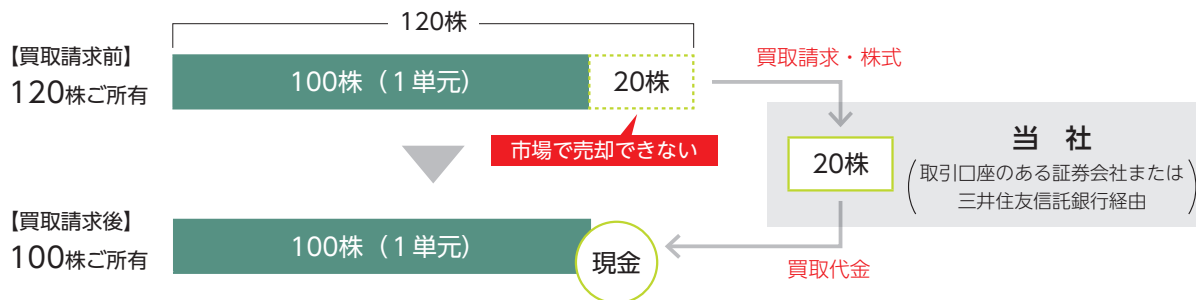 120株
【買取請求前】
120株ご所有
100株（1単元）
20株
市場で売却できない
買取請求・株式
当　社
20株
（取引口座のある証券会社または
三井住友信託銀行経由）
買取代金
【買取請求後】
100株ご所有
100株（1単元）
現金